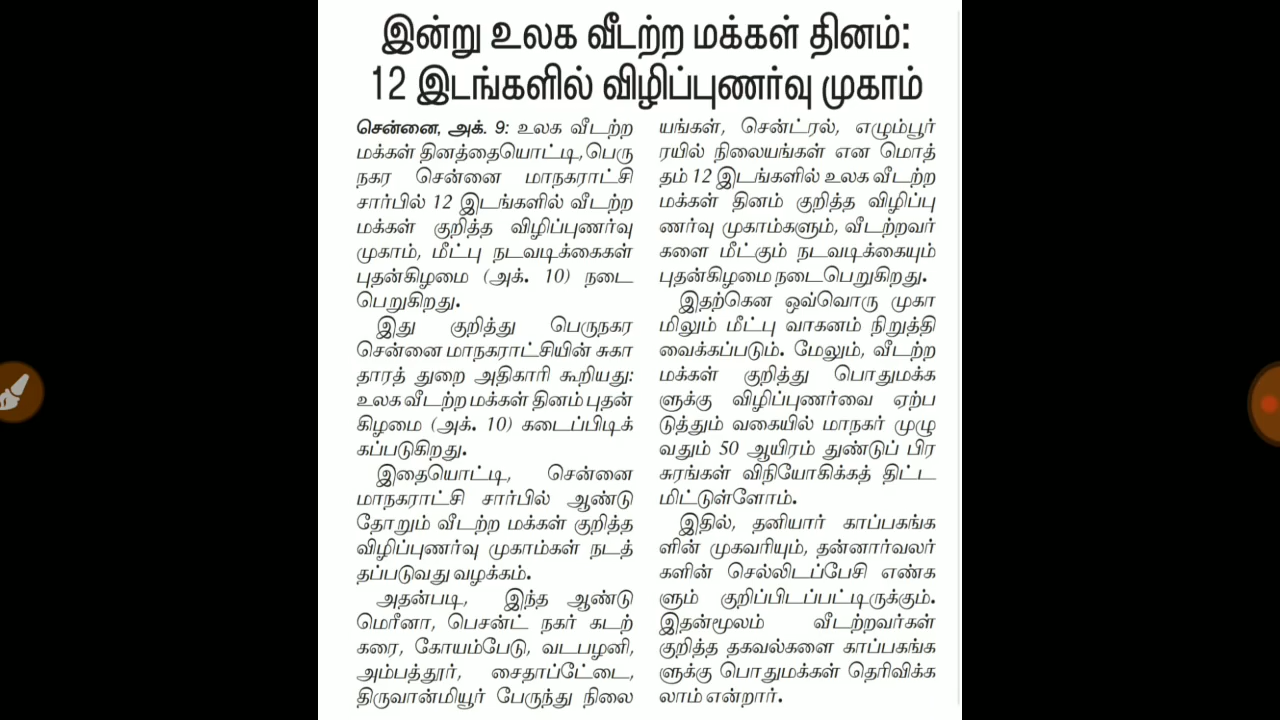 இன்று உலக வீடற்ற மக்கள் தினம்:
12 இடங்களில் விழிப்புணர்வு முகாம்
சென்னை, அக். 9: உலக வீடற்ற
மக்கள் தினத்தையொட்டி,பெரு
நகர சென்னை மாநகராட்சி
சார்பில் 12 இடங்களில் வீடற்ற
மக்கள் குறித்த விழிப்புணர்வு
முகாம், மீட்பு நடவடிக்கைகள்
புதன்கிழமை (அக். 10) நடை
பெறுகிறது.
இது குறித்து பெருநகர
சென்னை மாநகராட்சியின் சுகா
தாரத் துறை அதிகாரி கூறியது:
உலக வீடற்ற மக்கள் தினம் புதன்
கிழமை (அக். 10) கடைப்பிடிக்
கப்படுகிறது.
இதையொட்டி, சென்னை
மாநகராட்சி சார்பில் ஆண்டு
தோறும் வீடற்ற மக்கள் குறித்த
விழிப்புணர்வு முகாம்கள் நடத்
தப்படுவது வழக்கம்.
அதன்படி, இந்த ஆண்டு
மெரீனா, பெசன்ட் நகர் கடற்
கரை, கோயம்பேடு, வடபழனி,
அம்பத்தூர், சைதாப்டேட்டை,
திருவான்மியூர் பேருந்து நிலை
யங்கள், சென்ட்ரல், எழும்பூர்
ரயில் நிலையங்கள் என மொத்
தம் 12 இடங்களில் உலக வீடற்ற
மக்கள் தினம் குறித்த விழிப்பு
ணர்வு முகாம்களும், வீடற்றவர்
களை மீட்கும் நடவடிக்கையும்
புதன்கிழமை நடைபெறுகிறது.
இதற்கென ஒவ்வொரு முகா
மிலும் மீட்பு வாகனம் நிறுத்தி
வைக்கப்படும். மேலும், வீடற்ற
மக்கள் குறித்து பொதுமக்க
ளுக்கு விழிப்புணர்வை ஏற்ப
டுத்தும் வகையில் மாநகர் முழு
வதும் 50 ஆயிரம் துண்டுப் பிர
சுரங்கள் விநியோகிக்கத் திட்ட
மிட்டுள்ளோம்.
இதில், தனியார் காப்பகங்க
ளின் முகவரியும், தன்னார்வலர்
களின் செல்லிடப்பேசி எண்க
ளும் குறிப்பிடப்பட்டிருக்கும்.
இதன்மூலம் வீடற்றவர்கள்
குறித்த தகவல்களை காப்பகங்க
ளுக்கு பொதுமக்கள் தெரிவிக்க
லாம் என்றார்.